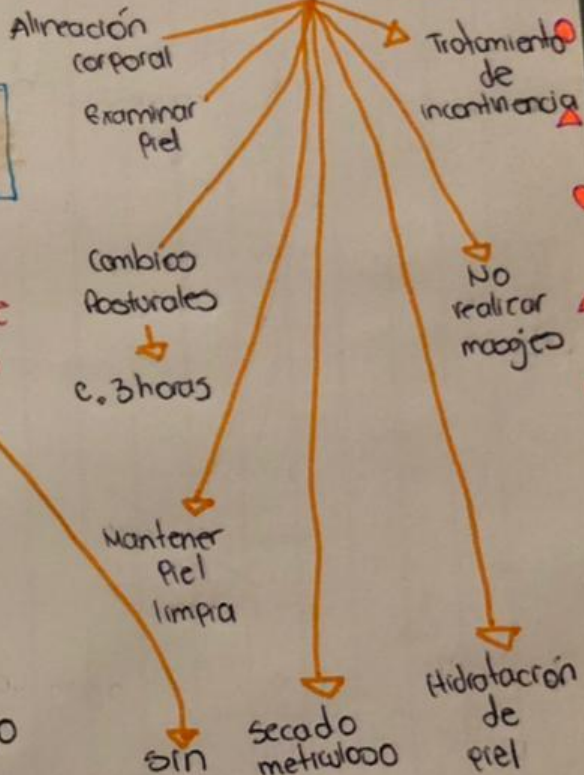 Alineación
corporal
Tratamiento
de
incontinencia
Examinar
Piel
Cambios
Posturales
c. 3 horas
No
realizar
masajes
Mantener
Piel
limpia
Secado
meticuloso
Hidratación
de
piel
sin